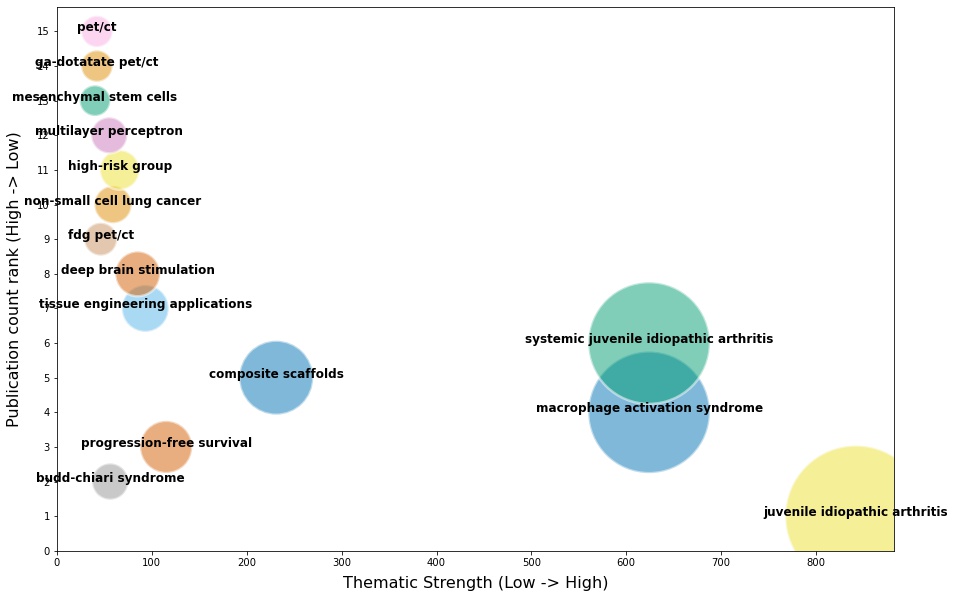 15
pet/ct
14
ga-dotatate pet/ct
13
mesenchymal stem cells
12
multilayer perceptron
11
high-risk group
10
non-small cell lung cancer
9
fdg pet/ct
8
deep brain stimulation
7
tissue engineering applications
6
systemic juvenile idiopathic arthritis
5
composite scaffolds
4
macrophage activation syndrome
3
progression-free survival
2
budd-chiari syndrome
1
juvenile idiopathic arthritis
0
0 100 200 300 400 500 600 700 800
Thematic Strength (Low -> High)
Publication count rank (High -> Low)